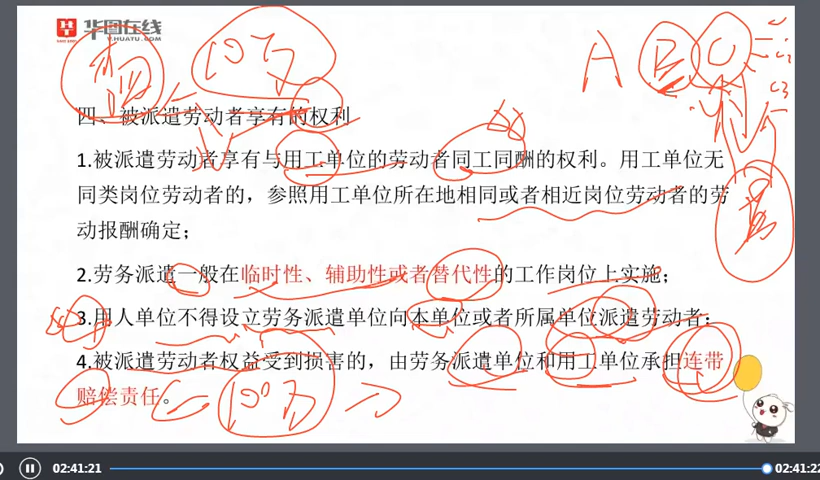 华图在线
V.HUATU.COM
10万
A B C
四、被派遣劳动者享有的权利
1.被派遣劳动者享有与用工单位的劳动者同工同酬的权利。用工单位无
同类岗位劳动者的，参照用工单位所在地相同或者相近岗位劳动者的劳
动报酬确定；
2.劳务派遣一般在临时性、辅助性或者替代性的工作岗位上实施；
3.用人单位不得设立劳务派遣单位向本单位或者所属单位派遣劳动者；
4.被派遣劳动者权益受到损害的，由劳务派遣单位和用工单位承担连带
赔偿责任。
10万
02:41:21
02:41:22